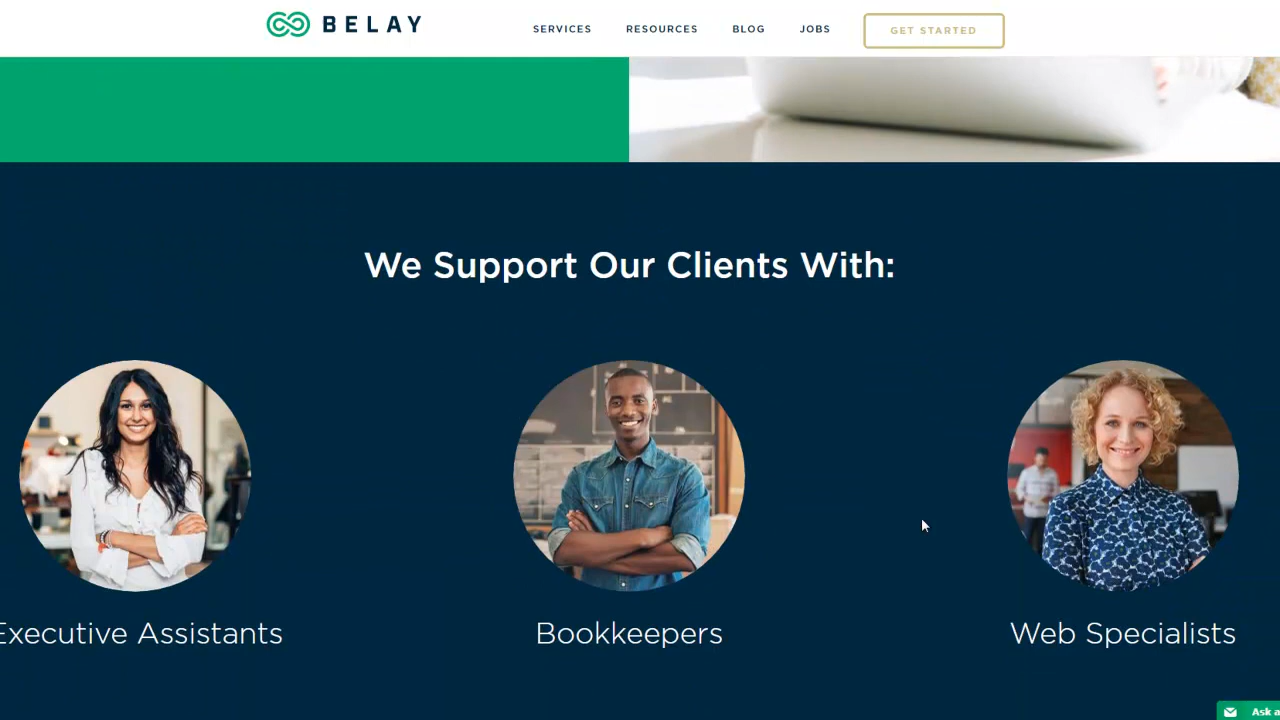 BELAY
SERVICES RESOURCES BLOG JOBS GET STARTED
We Support Our Clients With:
Executive Assistants Bookkeepers Web Specialists
Ask a